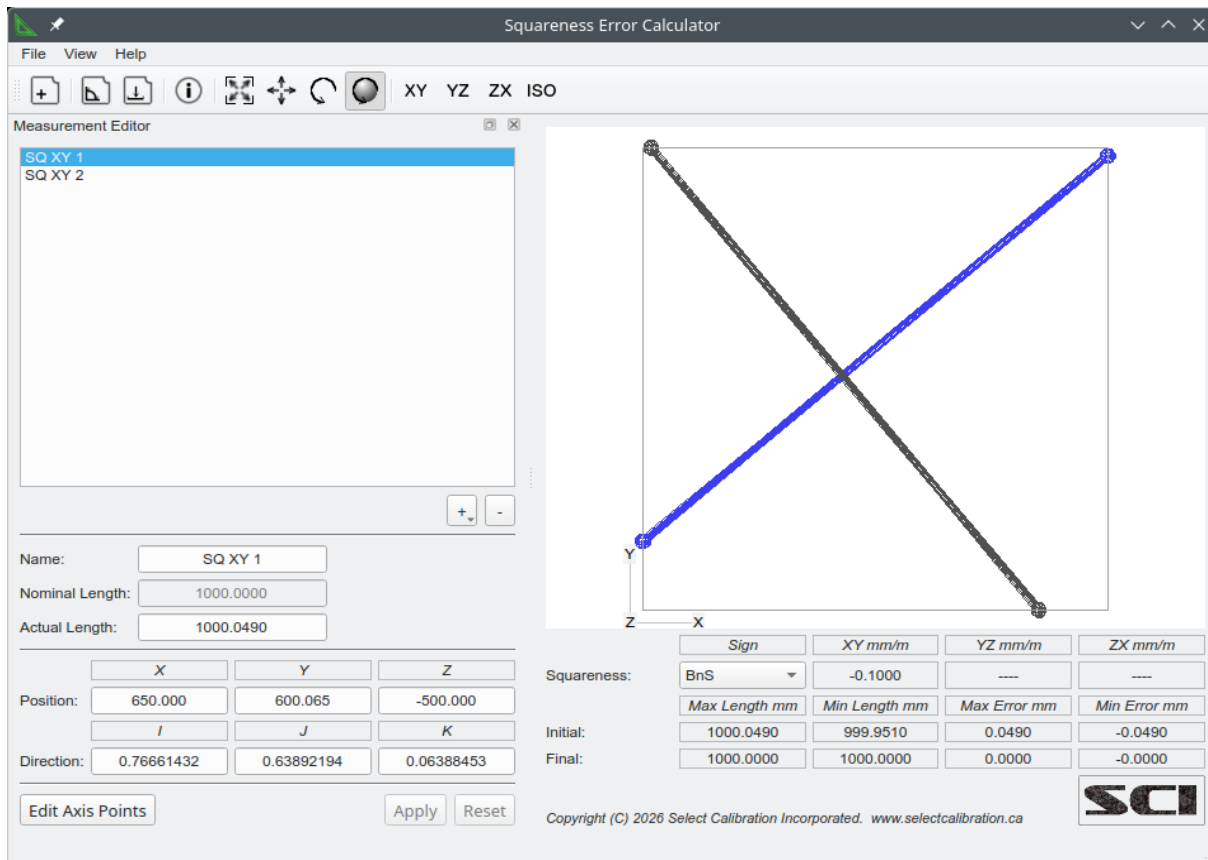 Squareness Error Calculator
File View Help
XY YZ ZX ISO
Measurement Editor
SQ XY 1
SQ XY 2
+ -
Name: SQ XY 1
Nominal Length: 1000.0000
Actual Length: 1000.0490
X Y Z
Position: 650.000 600.065 -500.000
I J K
Direction: 0.76661432 0.63892194 0.06388453
Edit Axis Points Apply Reset
Y
Z X
Sign XY mm/m YZ mm/m ZX mm/m
Squareness: BnS -0.1000 ---- ----
Max Length mm Min Length mm Max Error mm Min Error mm
Initial: 1000.0490 999.9510 0.0490 -0.0490
Final: 1000.0000 1000.0000 0.0000 -0.0000
Copyright (C) 2026 Select Calibration Incorporated. www.selectcalibration.ca
SCI